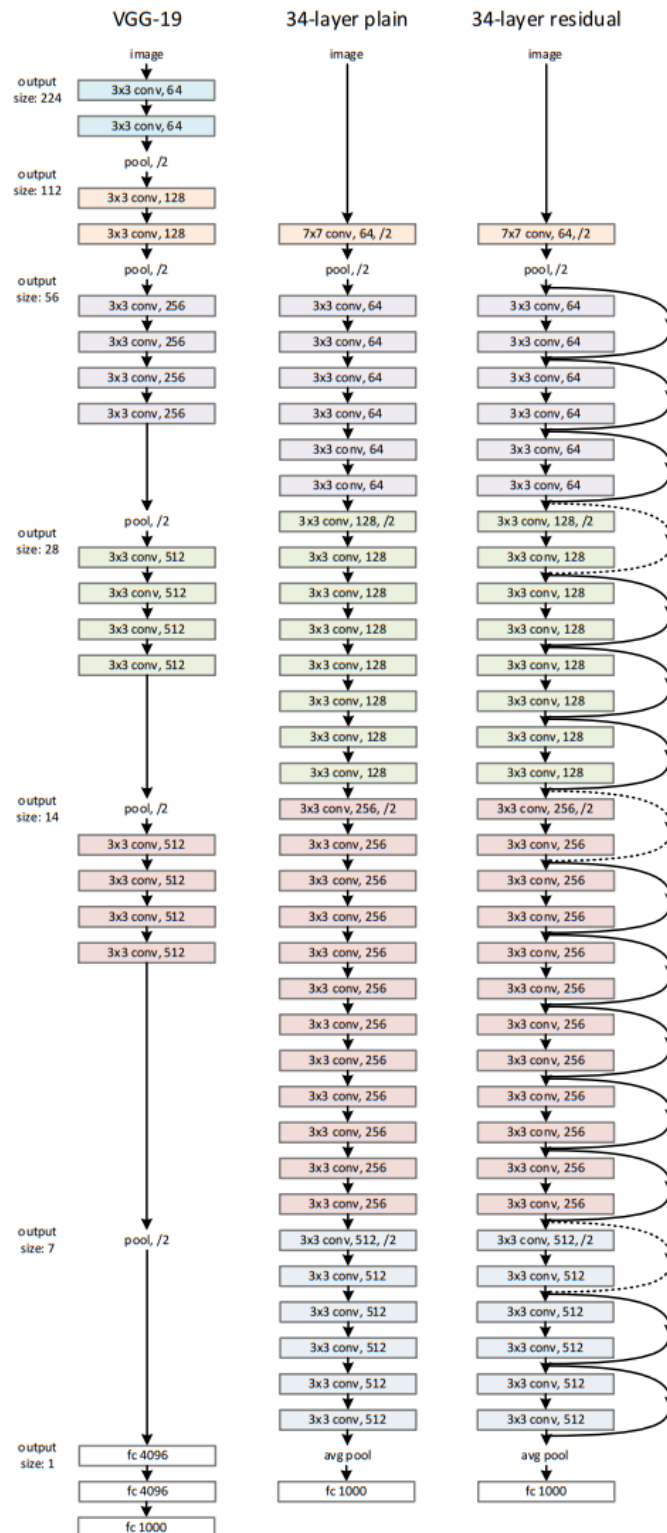 output
size: 224
output
size: 112
output
size: 56
output
size: 28
output
size: 14
output
size: 7
output
size: 1
VGG-19
image
3x3 conv, 64
3x3 conv, 64
pool, /2
3x3 conv, 128
3x3 conv, 128
pool, /2
3x3 conv, 256
3x3 conv, 256
3x3 conv, 256
3x3 conv, 256
pool, /2
3x3 conv, 512
3x3 conv, 512
3x3 conv, 512
3x3 conv, 512
pool, /2
3x3 conv, 512
3x3 conv, 512
3x3 conv, 512
3x3 conv, 512
pool, /2
fc 4096
fc 4096
fc 1000
34-layer plain
image
7x7 conv, 64, /2
pool, /2
3x3 conv, 64
3x3 conv, 64
3x3 conv, 64
3x3 conv, 64
3x3 conv, 64
3x3 conv, 64
3x3 conv, 128, /2
3x3 conv, 128
3x3 conv, 128
3x3 conv, 128
3x3 conv, 128
3x3 conv, 128
3x3 conv, 128
3x3 conv, 128
3x3 conv, 256, /2
3x3 conv, 256
3x3 conv, 256
3x3 conv, 256
3x3 conv, 256
3x3 conv, 256
3x3 conv, 256
3x3 conv, 256
3x3 conv, 256
3x3 conv, 256
3x3 conv, 256
3x3 conv, 256
3x3 conv, 512, /2
3x3 conv, 512
3x3 conv, 512
3x3 conv, 512
3x3 conv, 512
3x3 conv, 512
avg pool
fc 1000
34-layer residual
image
7x7 conv, 64, /2
pool, /2
3x3 conv, 64
3x3 conv, 64
3x3 conv, 64
3x3 conv, 64
3x3 conv, 64
3x3 conv, 64
3x3 conv, 128, /2
3x3 conv, 128
3x3 conv, 128
3x3 conv, 128
3x3 conv, 128
3x3 conv, 128
3x3 conv, 128
3x3 conv, 128
3x3 conv, 256, /2
3x3 conv, 256
3x3 conv, 256
3x3 conv, 256
3x3 conv, 256
3x3 conv, 256
3x3 conv, 256
3x3 conv, 256
3x3 conv, 256
3x3 conv, 256
3x3 conv, 256
3x3 conv, 256
3x3 conv, 512, /2
3x3 conv, 512
3x3 conv, 512
3x3 conv, 512
3x3 conv, 512
3x3 conv, 512
avg pool
fc 1000